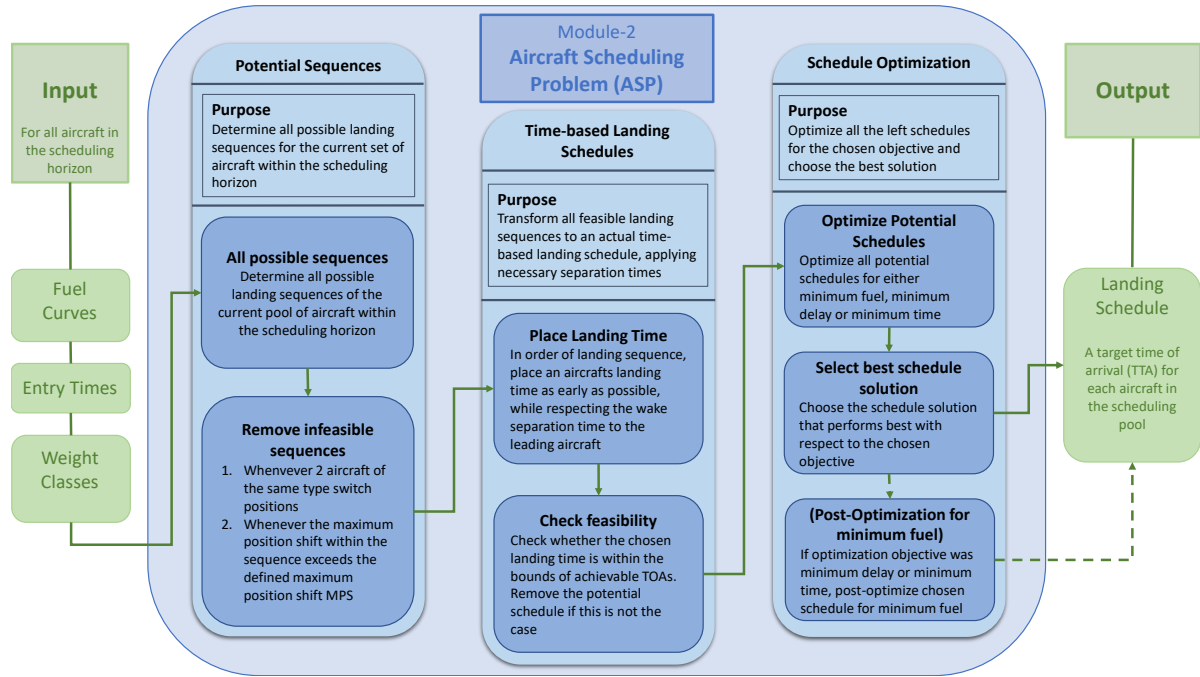 Module-2
Aircraft Scheduling
Problem (ASP)
Input
For all aircraft in
the scheduling
horizon
Fuel
Curves
Entry Times
Weight
Classes
Potential Sequences
Purpose
Determine all possible landing
sequences for the current set of
aircraft within the scheduling
horizon
All possible sequences
Determine all possible
landing sequences of the
current pool of aircraft within
the scheduling horizon
Remove infeasible
sequences
1. Whenvever 2 aircraft of
the same type switch
positions
2. Whenever the maximum
position shift within the
sequence exceeds the
defined maximum
position shift MPS
Time-based Landing
Schedules
Purpose
Transform all feasible landing
sequences to an actual time-
based landing schedule, applying
necessary separation times
Place Landing Time
In order of landing sequence,
place an aircrafts landing
time as early as possible,
while respecting the wake
separation time to the
leading aircraft
Check feasibility
Check whether the chosen
landing time is within the
bounds of achievable TOAs.
Remove the potential
schedule if this is not the
case
Schedule Optimization
Purpose
Optimize all the left schedules
for the chosen objective and
choose the best solution
Optimize Potential
Schedules
Optimize all potential
schedules for either
minimum fuel, minimum
delay or minimum time
Select best schedule
solution
Choose the schedule solution
that performs best with
respect to the chosen
objective
(Post-Optimization for
minimum fuel)
If optimization objective was
minimum delay or minimum
time, post-optimize chosen
schedule for minimum fuel
Output
Landing
Schedule
A target time of
arrival (TTA) for
each aircraft in
the scheduling
pool